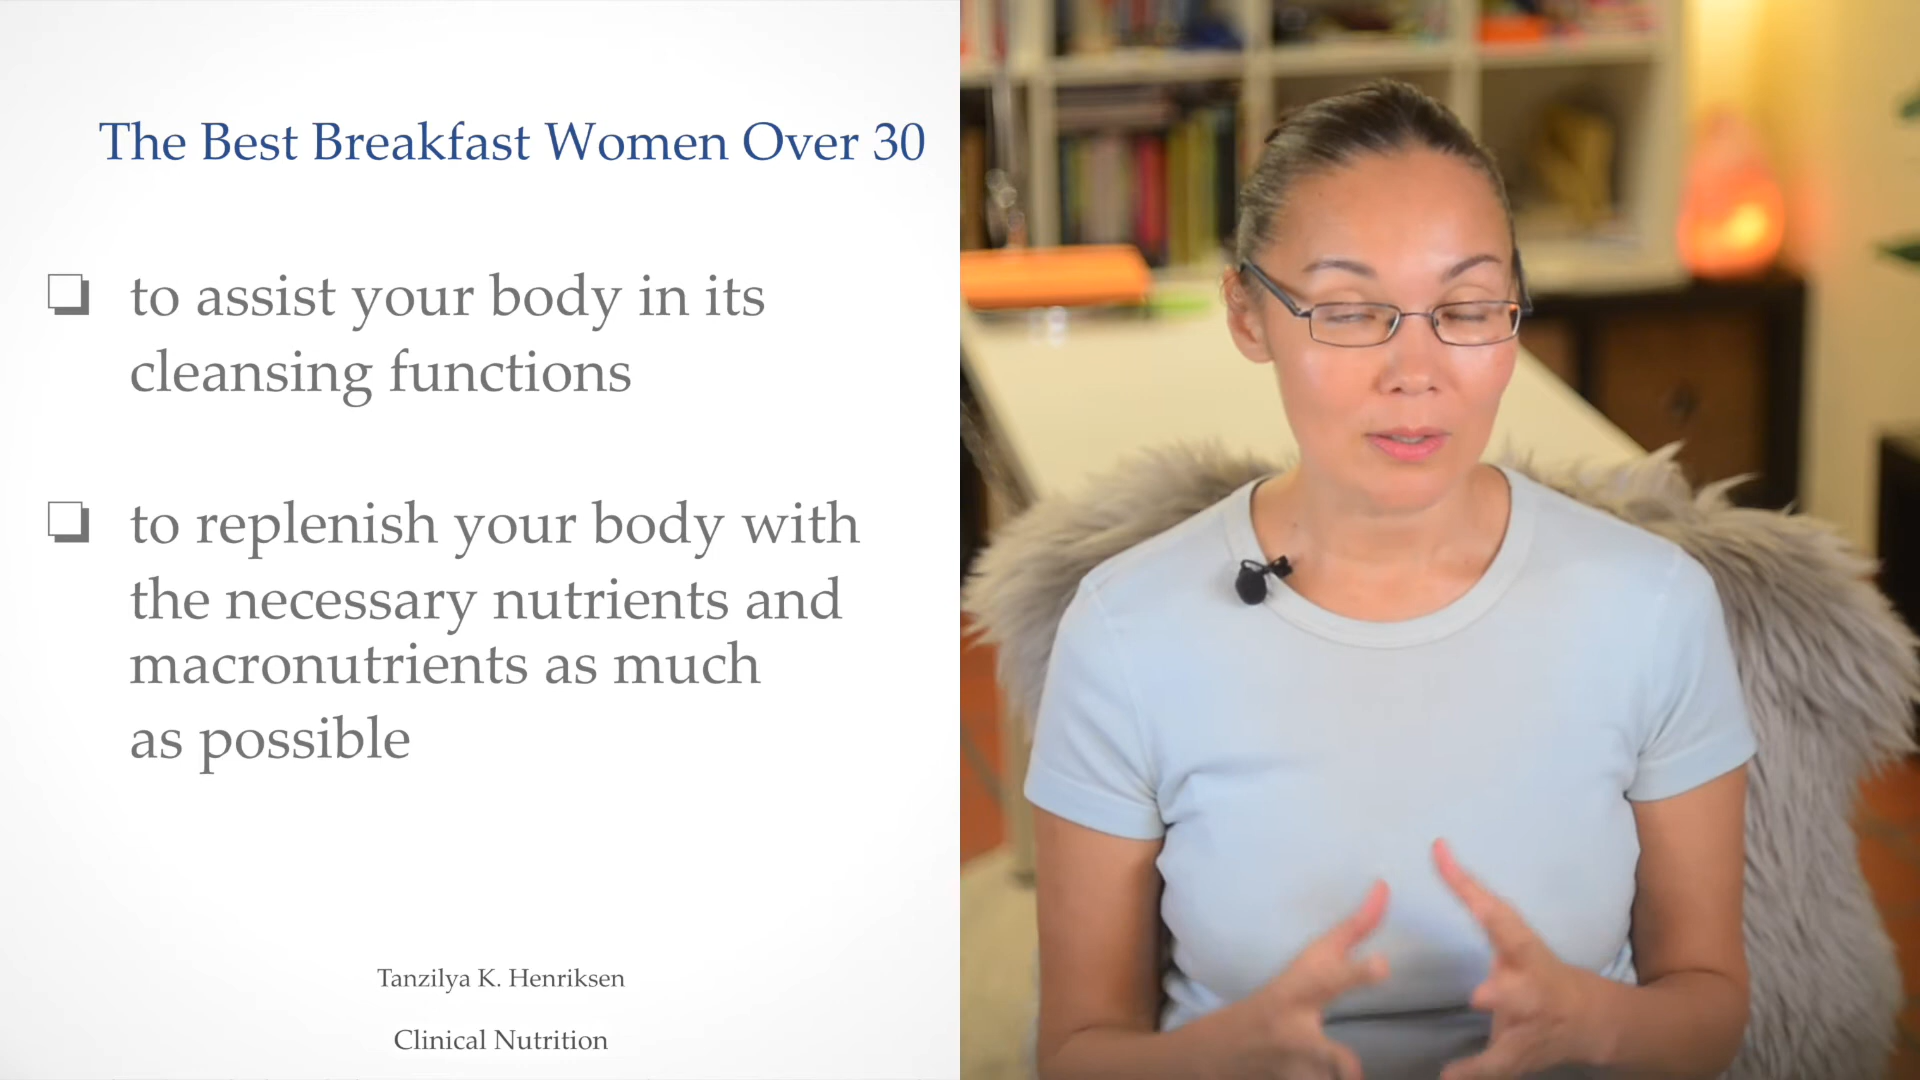 The Best Breakfast Women Over 30
to assist your body in its
cleansing functions
to replenish your body with
the necessary nutrients and
macronutrients as much
as possible
Tanzilya K. Henriksen
Clinical Nutrition